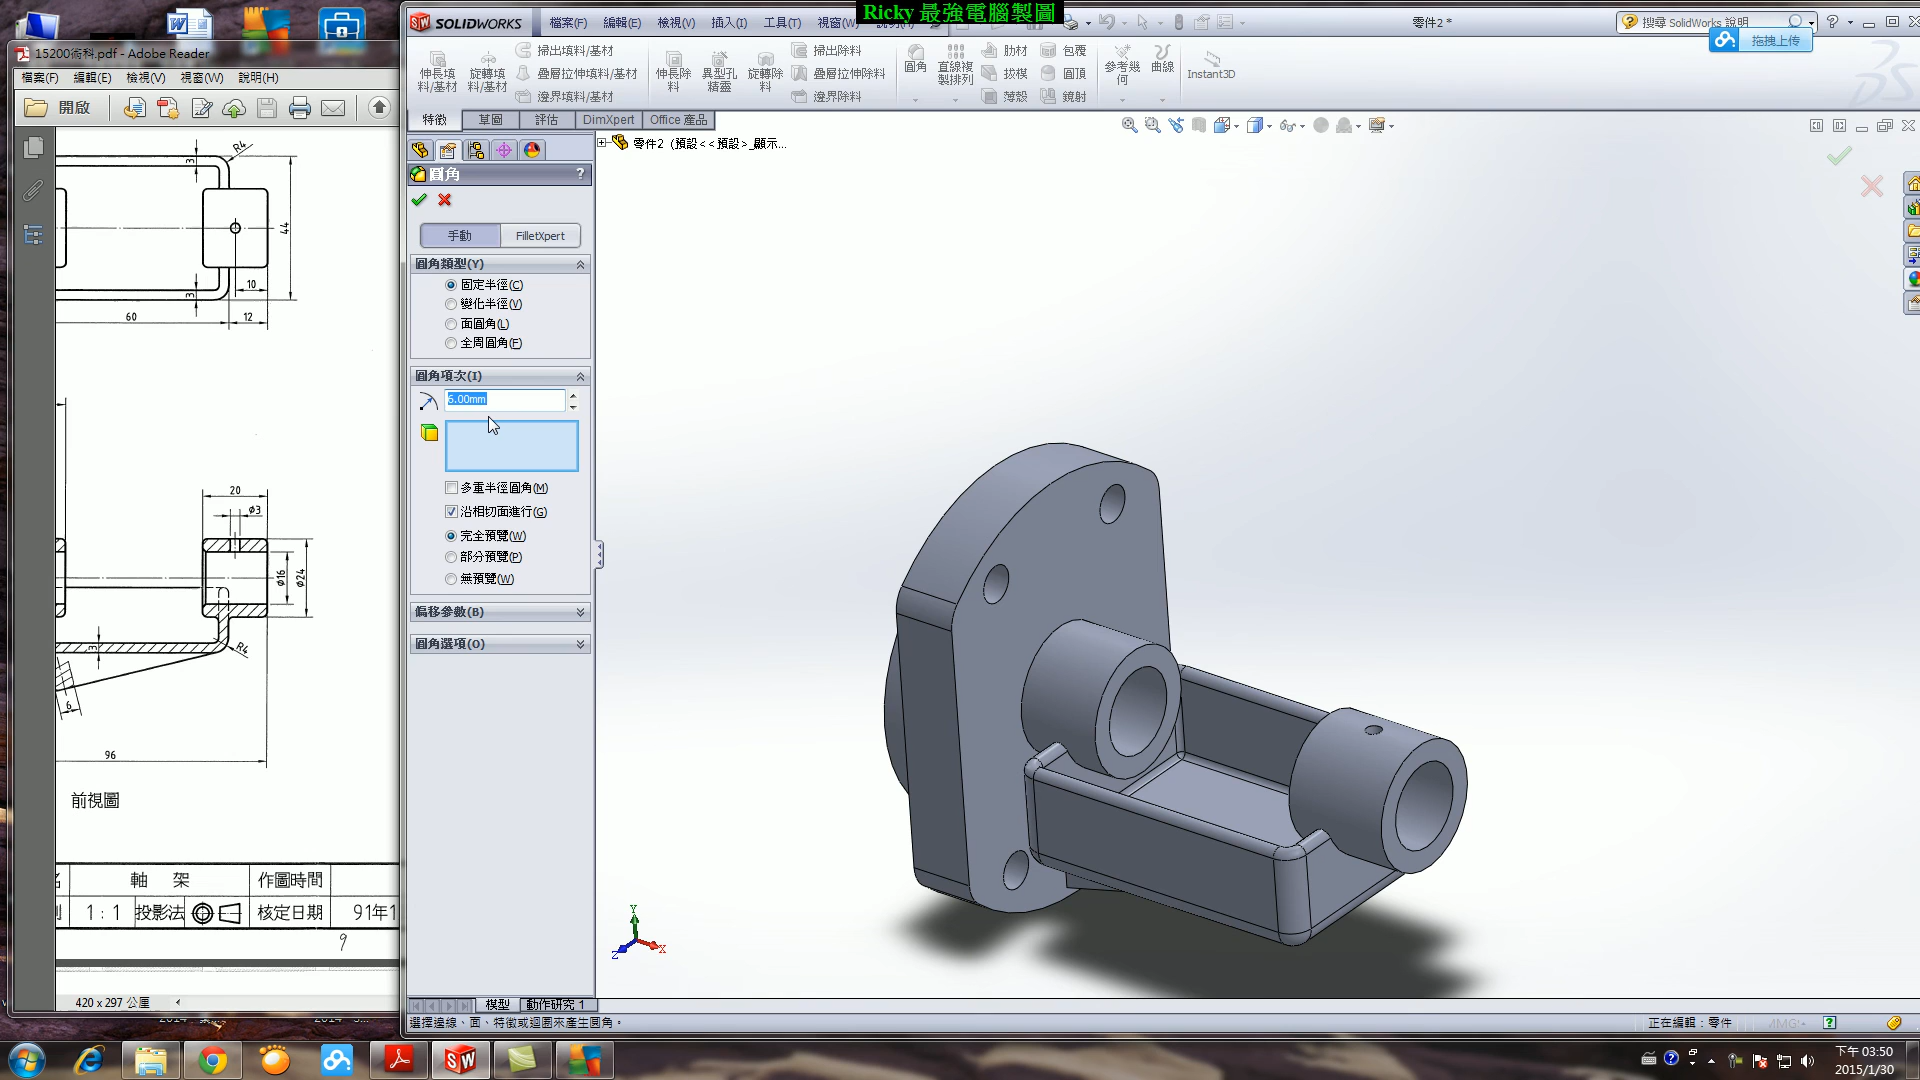 Ricky 最強電腦製圖
15200術科.pdf - Adobe Reader
檔案(F) 編輯(E) 檢視(V) 視窗(W) 說明(H)
開啟
R4
3
44
10
3
60
12
20
ϕ3
ϕ16
ϕ24
3
R4
6
96
前視圖
軸 架
作圖時間
1 : 1
投影法
核定日期
91年1
9
420 x 297 公厘
SOLIDWORKS
檔案(F) 編輯(E) 檢視(V) 插入(I) 工具(T) 視窗(W)
零件2 *
搜尋 SolidWorks 說明
拖拽上传
伸長填料/基材
旋轉填料/基材
掃出填料/基材
疊層拉伸填料/基材
邊界填料/基材
伸長除料
異型孔精靈
旋轉除料
掃出除料
疊層拉伸除料
邊界除料
圓角
直線複製排列
肋材
拔模
薄殼
包覆
圓頂
鏡射
參考幾何
曲線
Instant3D
特徵 草圖 評估 DimXpert Office 產品
零件2 (預設<<預設>_顯示...
圓角
?
手動
FilletXpert
圓角類型(Y)
固定半徑(C)
變化半徑(V)
面圓角(L)
全周圓角(F)
圓角項次(I)
6.00mm
多重半徑圓角(M)
沿相切面進行(G)
完全預覽(W)
部分預覽(P)
無預覽(W)
偏移參數(B)
圓角選項(O)
Y
X
Z
模型 動作研究 1
選擇邊線、面、特徵或迴圈來產生圓角。
正在編輯：零件
下午 03:50
2015/1/30